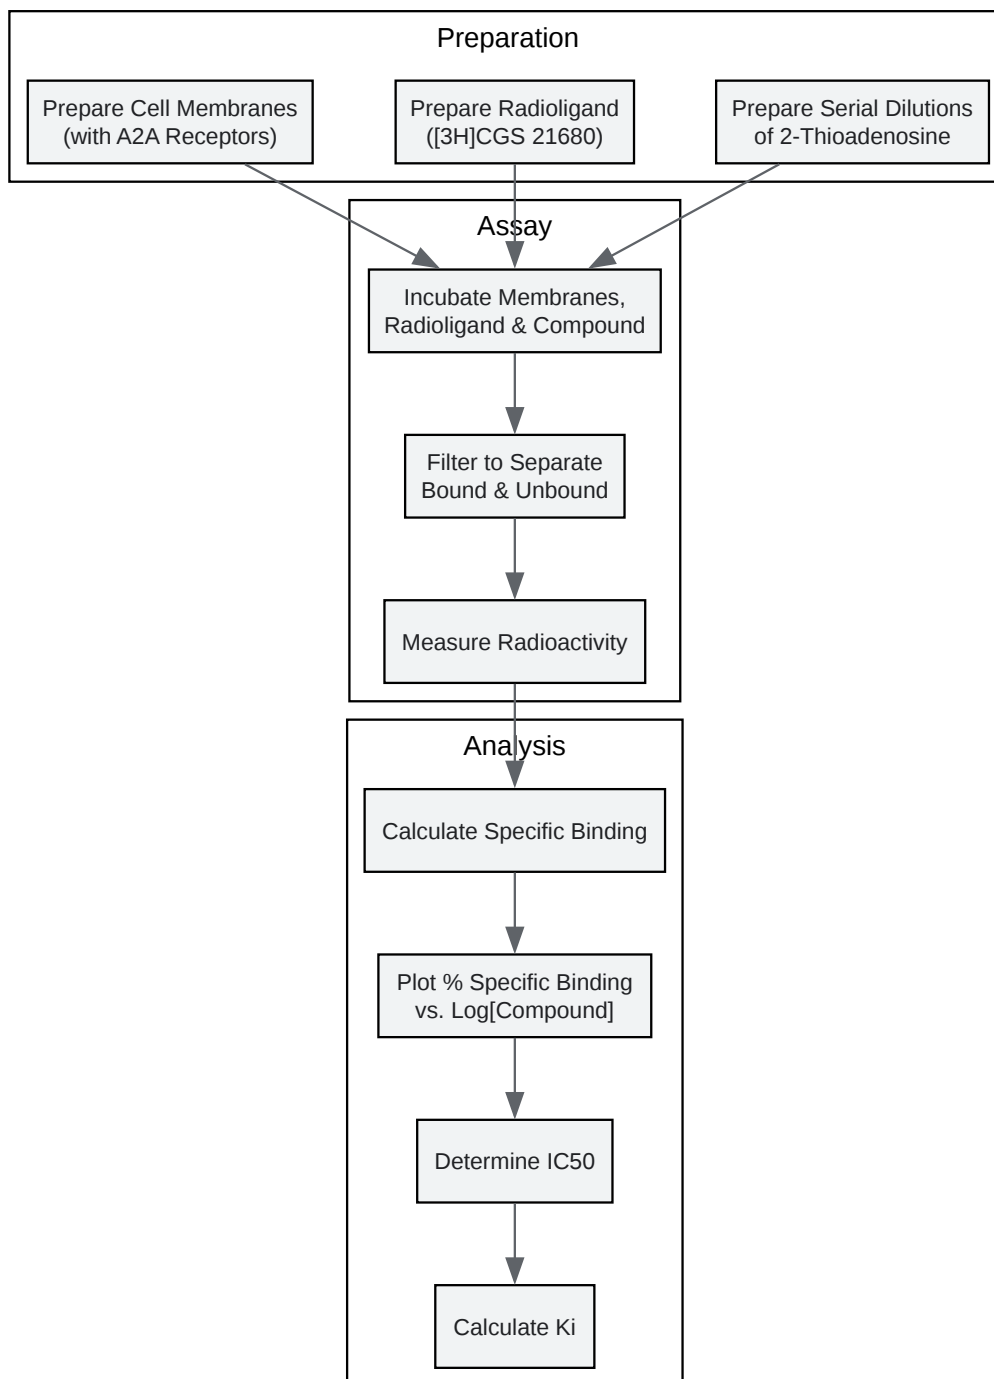 Preparation
Prepare Cell Membranes
(with A2A Receptors)
Prepare Radioligand
([3H]CGS 21680)
Prepare Serial Dilutions
of 2-Thioadenosine
Assay
Incubate Membranes,
Radioligand & Compound
Filter to Separate
Bound & Unbound
Measure Radioactivity
Analysis
Calculate Specific Binding
Plot % Specific Binding
vs. Log[Compound]
Determine IC50
Calculate Ki